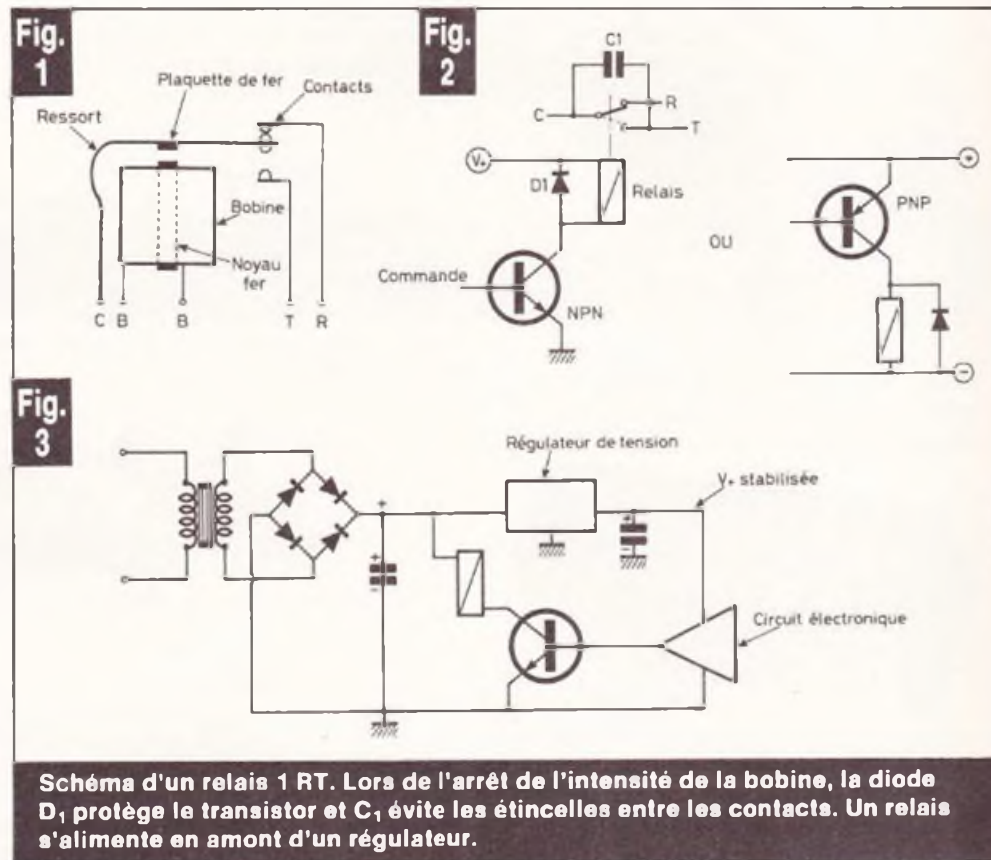 Fig.
1
Plaquette de fer
Contacts
Ressort
Bobine
Noyau
fer
C B B T R
Fig.
2
C1
C
R
T
V+
D1
Relais
Commande
NPN
OU
+
PNP
−
Fig.
3
Régulateur de tension
V+ stabilisée
+
+
−
+
−
Circuit électronique
Schéma d'un relais 1 RT. Lors de l'arrêt de l'intensité de la bobine, la diode
D₁ protège le transistor et C₁ évite les étincelles entre les contacts. Un relais
s'alimente en amont d'un régulateur.